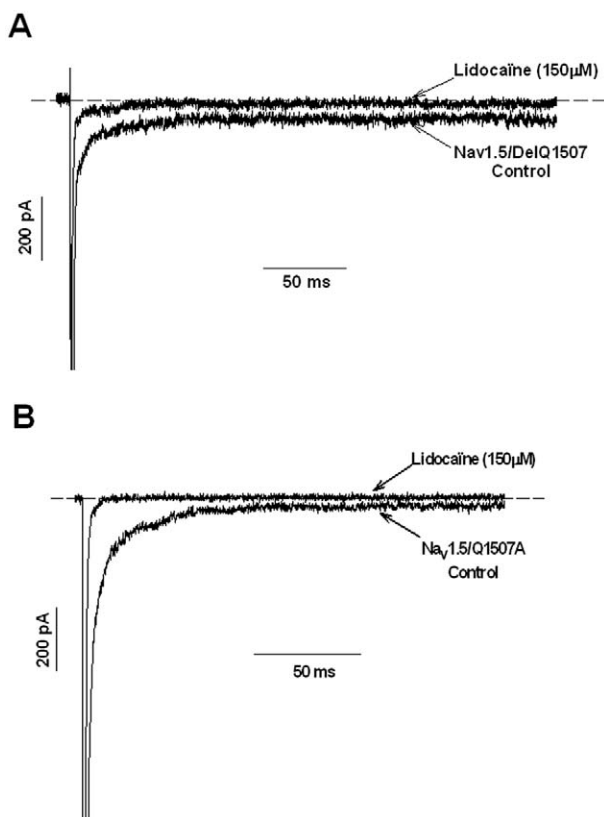 A
Lidocaïne (150µM)
Nav1.5/DelQ1507
Control
200 pA
50 ms
B
Lidocaïne (150µM)
Nav1.5/Q1507A
Control
200 pA
50 ms